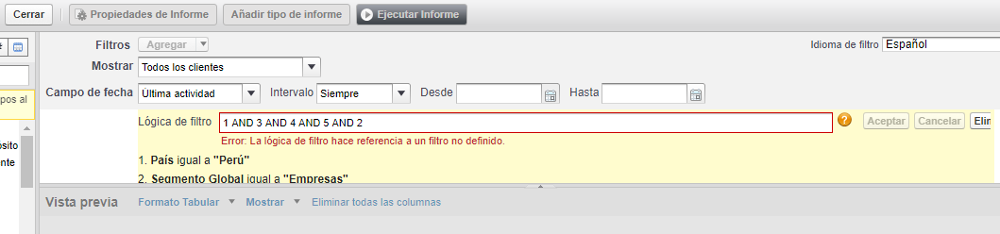 Cerrar Propiedades de Informe Añadir tipo de informe Ejecutar Informe
Filtros Agregar Idioma de filtro Español
Mostrar Todos los clientes
Campo de fecha Última actividad Intervalo Siempre Desde Hasta
pos al
Lógica de filtro 1 AND 3 AND 4 AND 5 AND 2 ? Aceptar Cancelar Elim
Error: La lógica de filtro hace referencia a un filtro no definido.
ósito
nte
1. País igual a "Perú"
2. Segmento Global igual a "Empresas"
Vista previa Formato Tabular Mostrar Eliminar todas las columnas